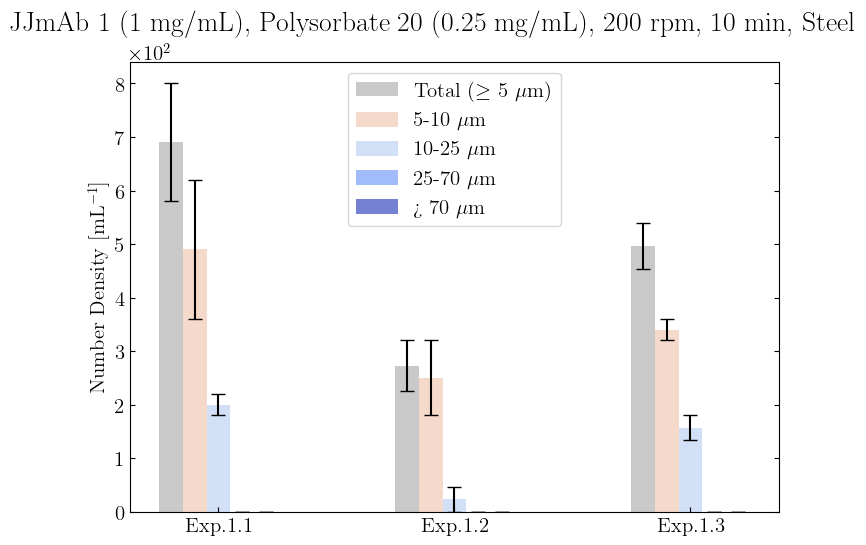 JJmAb 1 (1 mg/mL), Polysorbate 20 (0.25 mg/mL), 200 rpm, 10 min, Steel
×10²
8
7
6
5
4
3
2
1
0
Number Density [mL⁻¹]
Total (≥ 5 μm)
5-10 μm
10-25 μm
25-70 μm
¿ 70 μm
Exp.1.1
Exp.1.2
Exp.1.3